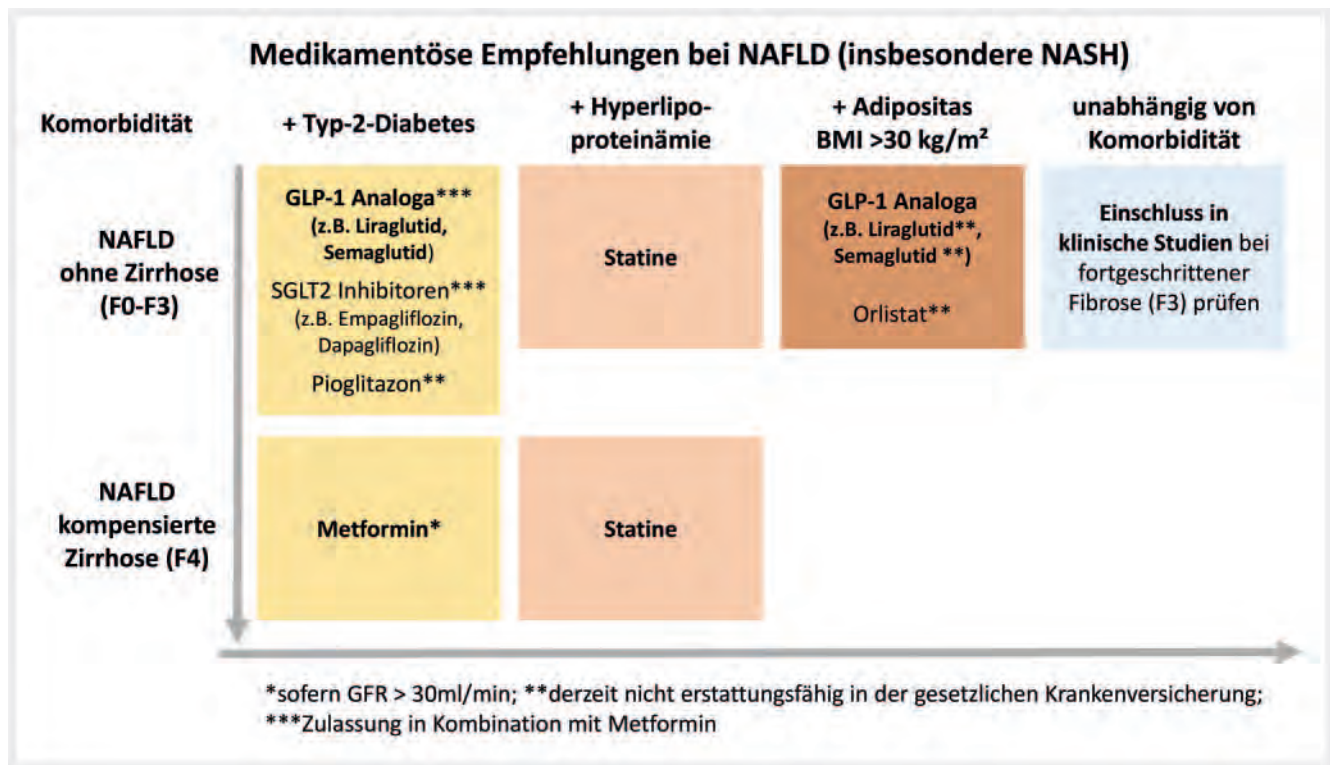 Medikamentöse Empfehlungen bei NAFLD (insbesondere NASH)
Komorbidität
+ Typ-2-Diabetes
+ Hyperlipo-
proteinämie
+ Adipositas
BMI >30 kg/m²
unabhängig von
Komorbidität
NAFLD
ohne Zirrhose
(F0-F3)
GLP-1 Analoga***
(z.B. Liraglutid,
Semaglutid)
SGLT2 Inhibitoren***
(z.B. Empagliflozin,
Dapagliflozin)
Pioglitazon**
Statine
GLP-1 Analoga
(z.B. Liraglutid**,
Semaglutid **)
Orlistat**
Einschluss in
klinische Studien bei
fortgeschrittener
Fibrose (F3) prüfen
NAFLD
kompensierte
Zirrhose (F4)
Metformin*
Statine
*sofern GFR > 30ml/min; **derzeit nicht erstattungsfähig in der gesetzlichen Krankenversicherung;
***Zulassung in Kombination mit Metformin